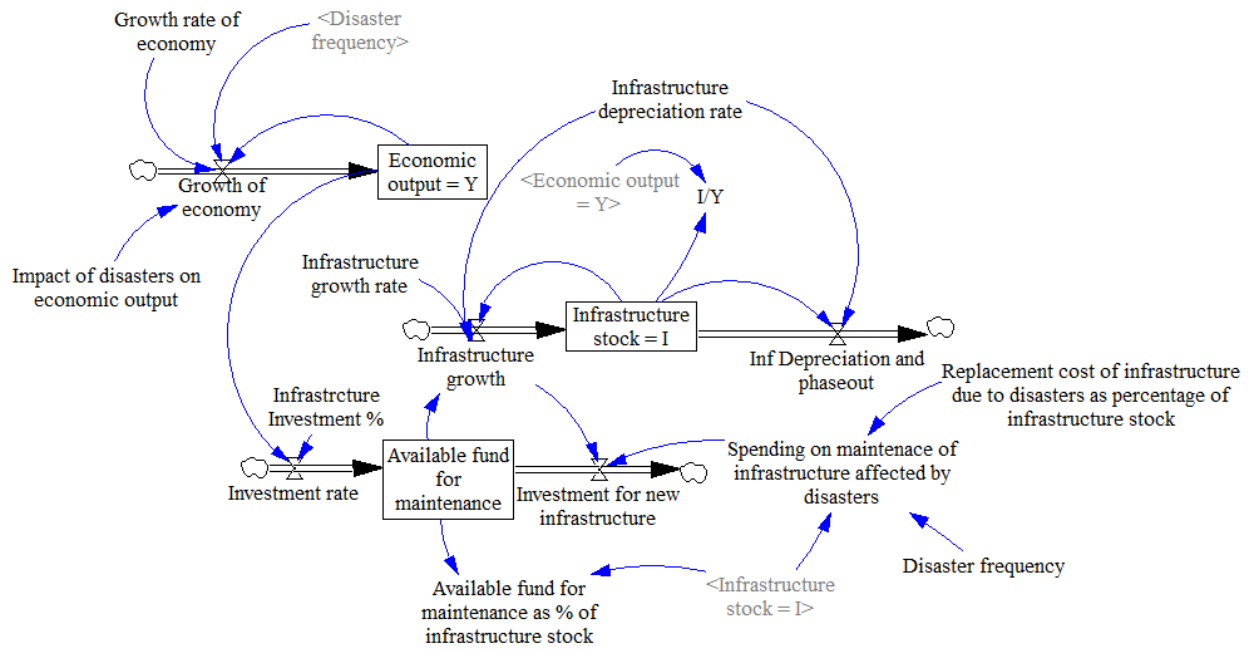 Growth rate of
economy
<Disaster
frequency>
Infrastructure
depreciation rate
Economic
output = Y
Growth of
economy
<Economic output
= Y>
I/Y
Impact of disasters on
economic output
Infrastructure
growth rate
Infrastructure
stock = I
Infrastructure
growth
Inf Depreciation and
phaseout
Replacement cost of infrastructure
due to disasters as percentage of
infrastructure stock
Infrastrcture
Investment %
Available fund
for
maintenance
Spending on maintenace of
infrastructure affected by
disasters
Investment rate
Investment for new
infrastructure
Disaster frequency
Available fund for
maintenance as % of
infrastructure stock
<Infrastructure
stock = I>